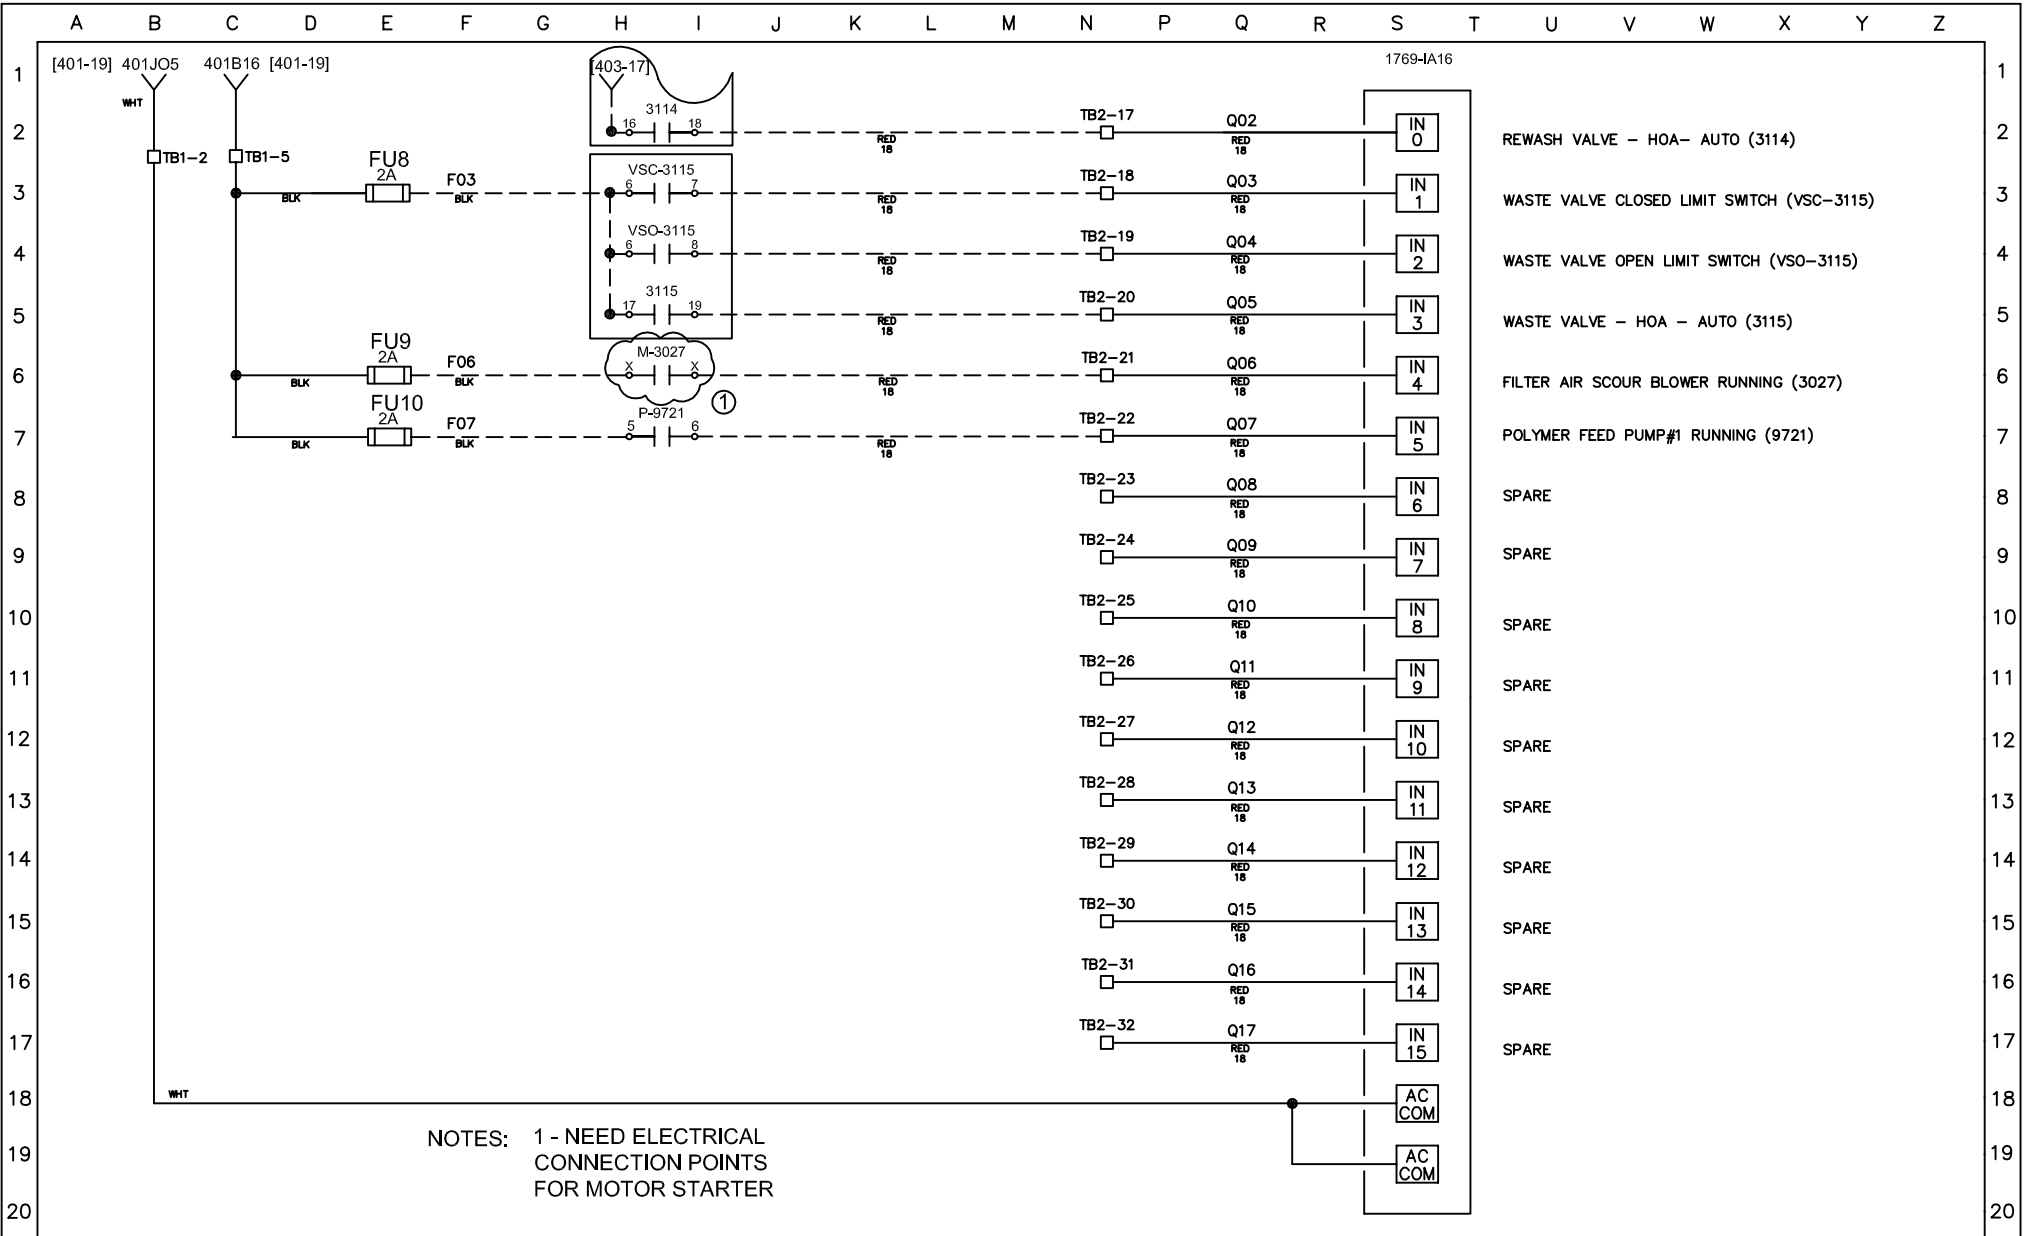 A B C D E F G H I J K L M N P Q R S T U V W X Y Z
1 [401-19] 401JO5 401B16 [401-19] [403-17] 1769-IA16 1
WHT
2 3114 16 18 RED 18 TB2-17 Q02 RED 18 IN 0 REWASH VALVE - HOA- AUTO (3114) 2
TB1-2 TB1-5
3 BLK FU8 2A F03 BLK VSC-3115 6 7 RED 18 TB2-18 Q03 RED 18 IN 1 WASTE VALVE CLOSED LIMIT SWITCH (VSC-3115) 3
4 VSO-3115 6 8 RED 18 TB2-19 Q04 RED 18 IN 2 WASTE VALVE OPEN LIMIT SWITCH (VSO-3115) 4
5 3115 17 19 RED 18 TB2-20 Q05 RED 18 IN 3 WASTE VALVE - HOA - AUTO (3115) 5
6 BLK FU9 2A F06 BLK M-3027 X X RED 18 TB2-21 Q06 RED 18 IN 4 FILTER AIR SCOUR BLOWER RUNNING (3027) 6
1
7 BLK FU10 2A F07 BLK P-9721 5 6 RED 18 TB2-22 Q07 RED 18 IN 5 POLYMER FEED PUMP#1 RUNNING (9721) 7
8 TB2-23 Q08 RED 18 IN 6 SPARE 8
9 TB2-24 Q09 RED 18 IN 7 SPARE 9
10 TB2-25 Q10 RED 18 IN 8 SPARE 10
11 TB2-26 Q11 RED 18 IN 9 SPARE 11
12 TB2-27 Q12 RED 18 IN 10 SPARE 12
13 TB2-28 Q13 RED 18 IN 11 SPARE 13
14 TB2-29 Q14 RED 18 IN 12 SPARE 14
15 TB2-30 Q15 RED 18 IN 13 SPARE 15
16 TB2-31 Q16 RED 18 IN 14 SPARE 16
17 TB2-32 Q17 RED 18 IN 15 SPARE 17
18 WHT AC COM 18
19 AC COM 19
NOTES: 1 - NEED ELECTRICAL
CONNECTION POINTS
FOR MOTOR STARTER
20 20